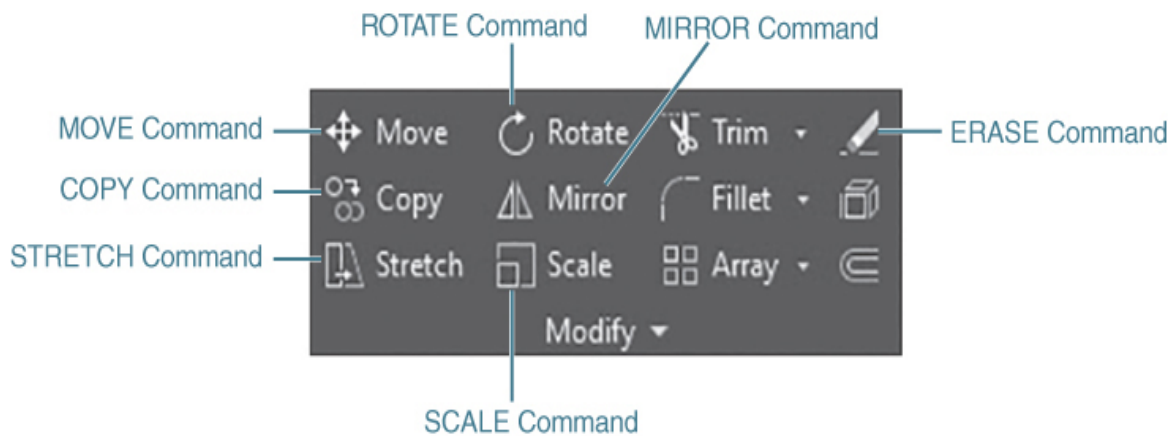 ROTATE Command
MIRROR Command
MOVE Command
Move
Rotate
Trim
ERASE Command
COPY Command
Copy
Mirror
Fillet
STRETCH Command
Stretch
Scale
Array
Modify
SCALE Command